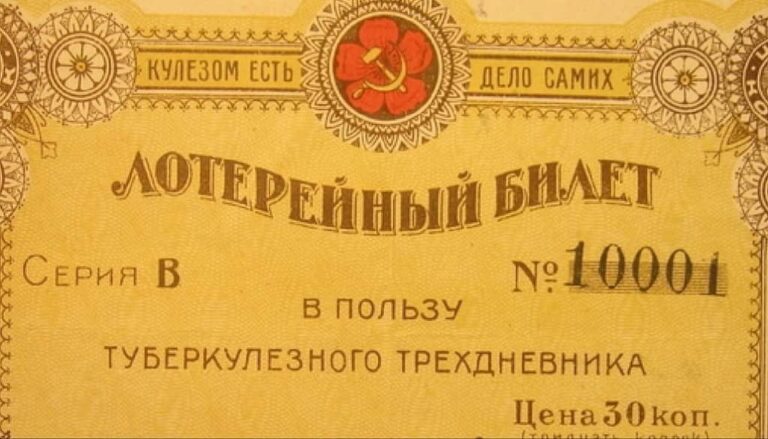 КУЛЕЗОМ ЕСТЬ ДЕЛО САМИХ
ЛОТЕРЕЙНЫЙ БИЛЕТ
СЕРИЯ В № 10001
В ПОЛЬЗУ
ТУБЕРКУЛЕЗНОГО ТРЕХДНЕВНИКА
Цена 30 коп.